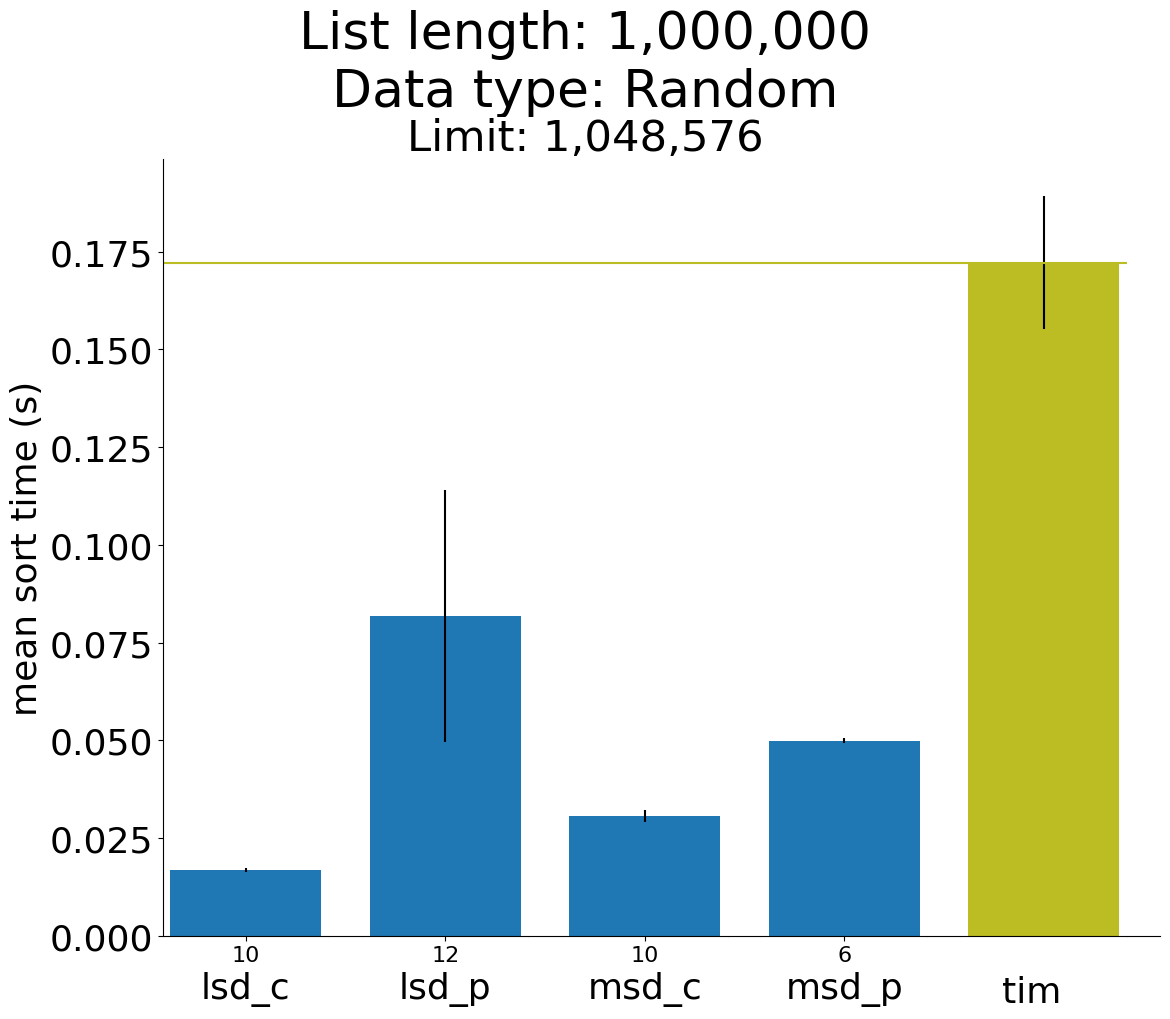 List length: 1,000,000
Data type: Random
Limit: 1,048,576
mean sort time (s)
0.175
0.150
0.125
0.100
0.075
0.050
0.025
0.000
10 12 10 6
lsd_c lsd_p msd_c msd_p tim